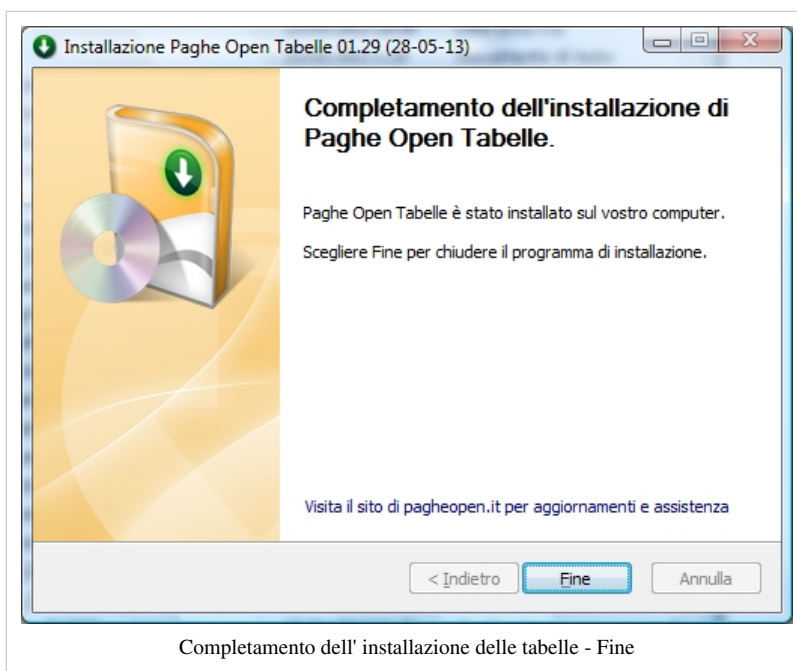 Installazione Paghe Open Tabelle 01.29 (28-05-13)
Completamento dell'installazione di
Paghe Open Tabelle.
Paghe Open Tabelle è stato installato sul vostro computer.
Scegliere Fine per chiudere il programma di installazione.
Visita il sito di pagheopen.it per aggiornamenti e assistenza
< Indietro
Fine
Annulla
Completamento dell' installazione delle tabelle - Fine